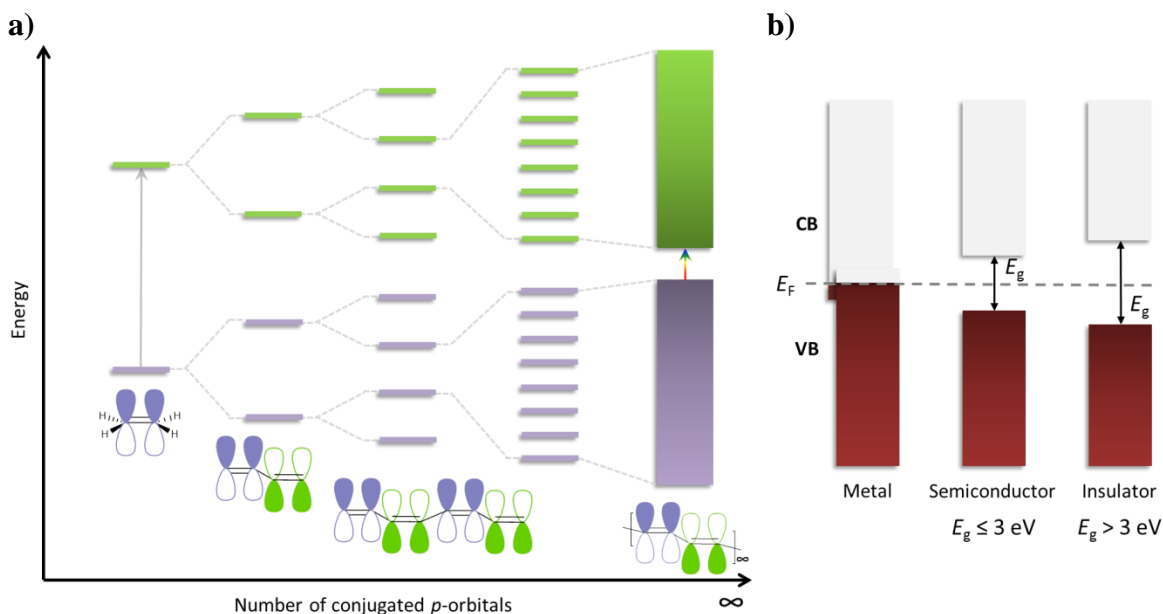 a)
Energy
H
H
H
H
∞
Number of conjugated p-orbitals
∞
b)
CB
E_g
E_F
E_g
VB
Metal
Semiconductor
Insulator
E_g ≤ 3 eV
E_g > 3 eV